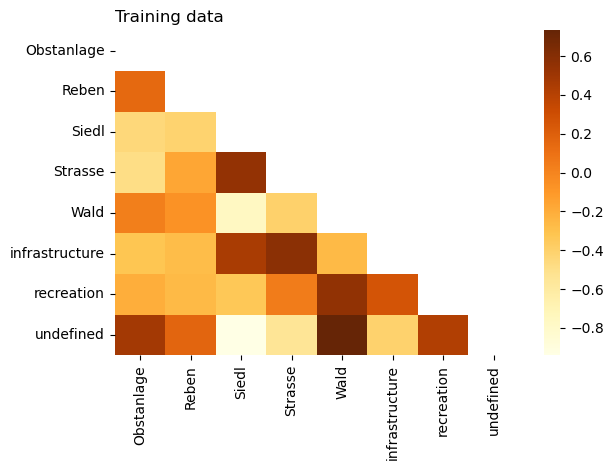 Training data
Obstanlage
Reben
Siedl
Strasse
Wald
infrastructure
recreation
undefined
Obstanlage
Reben
Siedl
Strasse
Wald
infrastructure
recreation
undefined
0.6
0.4
0.2
0.0
−0.2
−0.4
−0.6
−0.8